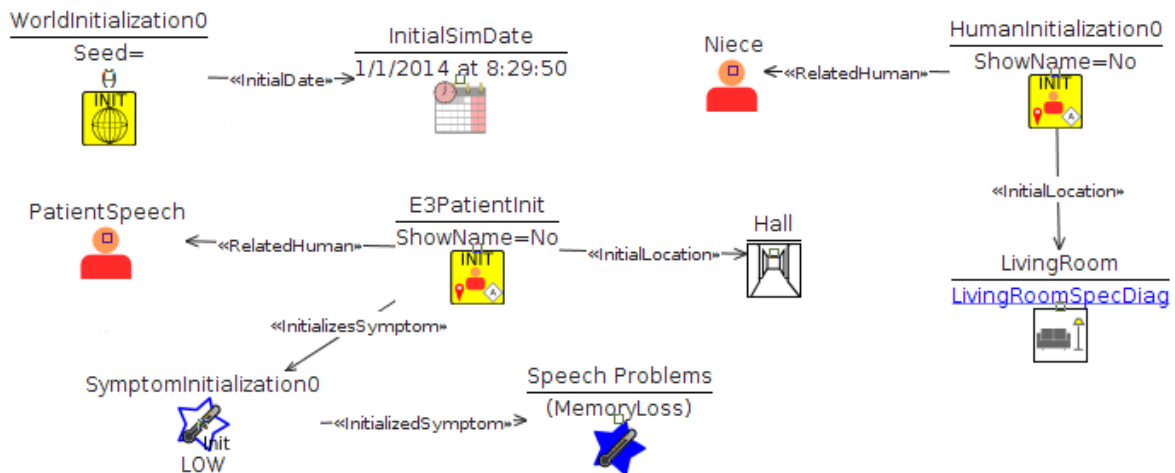 WorldInitialization0
Seed=
{}
INIT
«InitialDate»
InitialSimDate
1/1/2014 at 8:29:50
Niece
«RelatedHuman»
HumanInitialization0
ShowName=No
INIT
A
«InitialLocation»
LivingRoom
LivingRoomSpecDiag
PatientSpeech
«RelatedHuman»
E3PatientInit
ShowName=No
INIT
A
«InitialLocation»
Hall
«InitializesSymptom»
SymptomInitialization0
Init
LOW
«InitializedSymptom»
Speech Problems
(MemoryLoss)